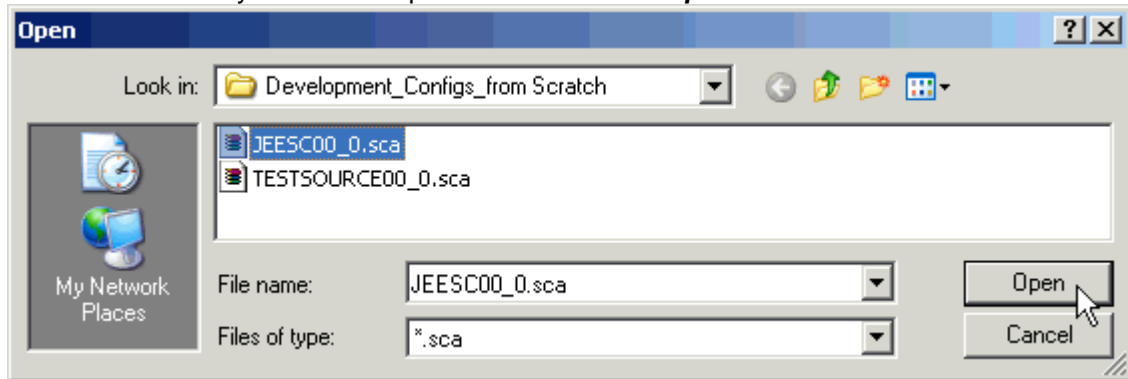 Open
Look in: Development_Configs_from Scratch
JEESC00_0.sca
TESTSOURCE00_0.sca
My Network
Places
File name: JEESC00_0.sca Open
Files of type: *.sca Cancel